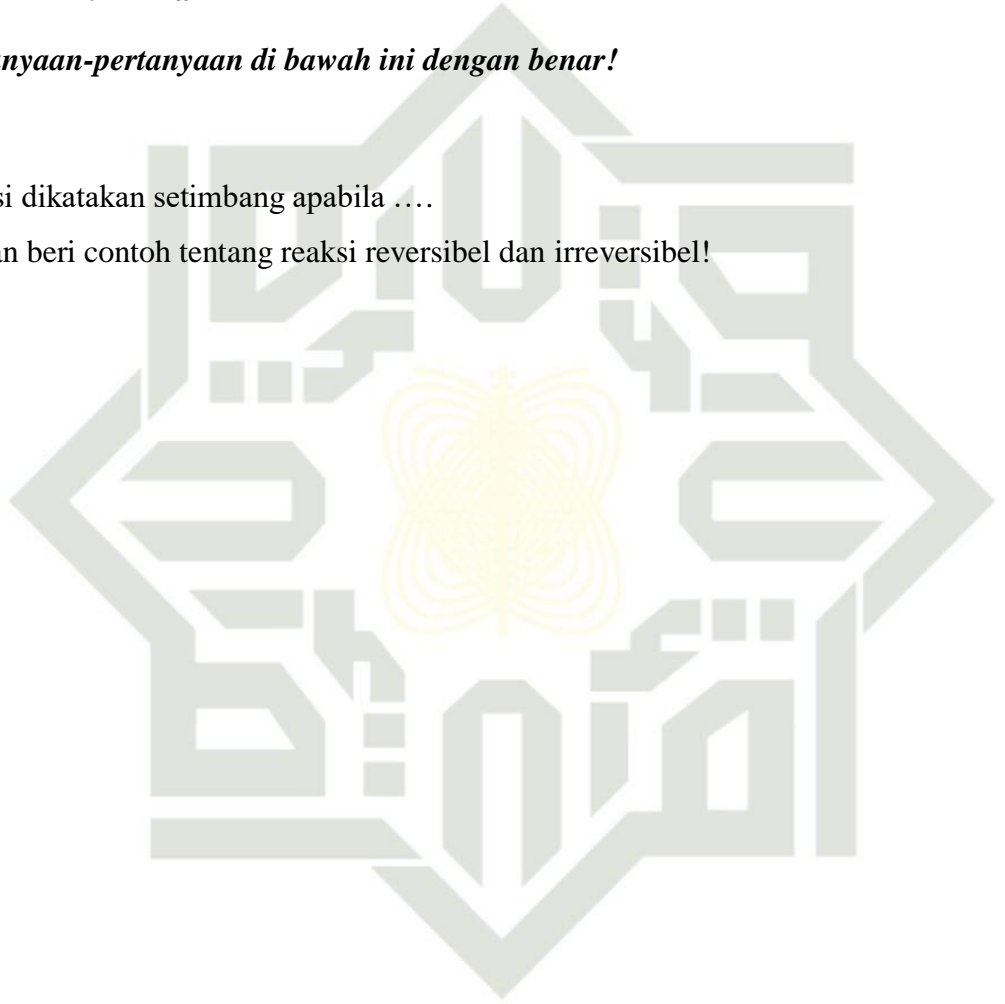 nyaan-pertanyaan di bawah ini dengan benar!
si dikatakan setimbang apabila ….
an beri contoh tentang reaksi reversibel dan irreversibel!